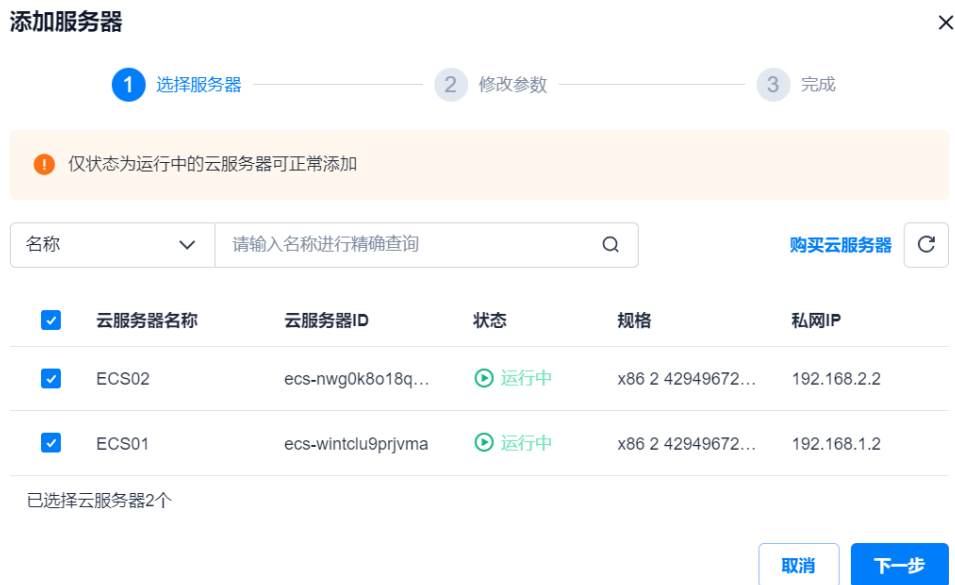 添加服务器
1 选择服务器 2 修改参数 3 完成
仅状态为运行中的云服务器可正常添加
名称 请输入名称进行精确查询 购买云服务器
云服务器名称 云服务器ID 状态 规格 私网IP
ECS02 ecs-nwg0k8o18q... 运行中 x86 2 42949672... 192.168.2.2
ECS01 ecs-wintclu9prjvma 运行中 x86 2 42949672... 192.168.1.2
已选择云服务器2个
取消 下一步